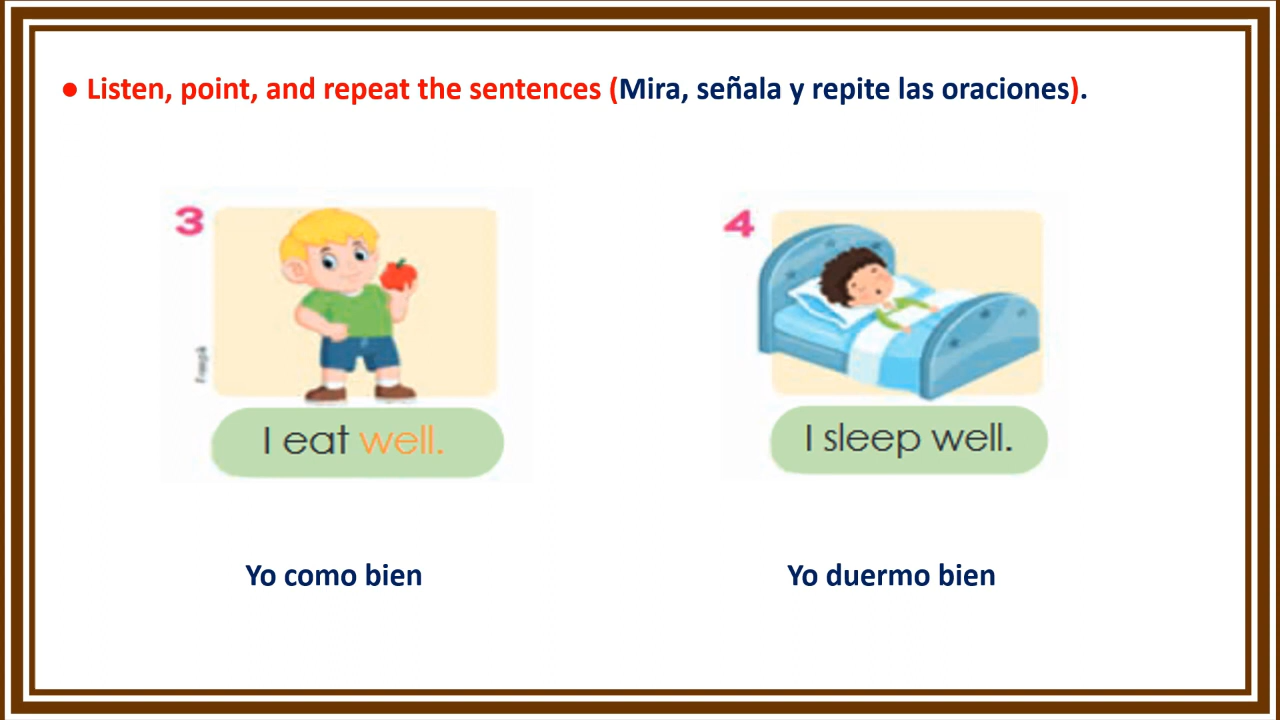 ● Listen, point, and repeat the sentences (Mira, señala y repite las oraciones).
3
4
Freepik
I eat well.
I sleep well.
Yo como bien
Yo duermo bien